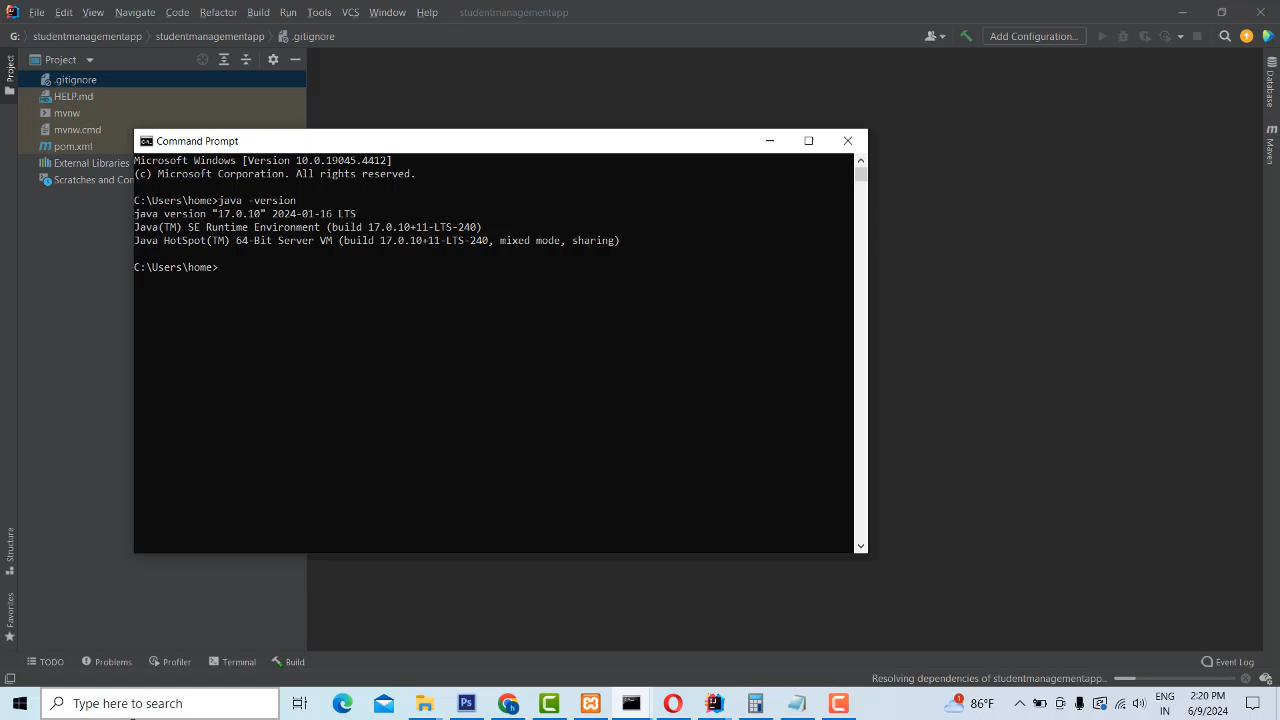 File Edit View Navigate Code Refactor Build Run Tools VCS Window Help studentmanagementapp
G: studentmanagementapp studentmanagementapp .gitignore
Add Configuration...
Project
Project
.gitignore
HELP.md
mvnw
mvnw.cmd
pom.xml
External Libraries
Scratches and Con
Command Prompt
Microsoft Windows [Version 10.0.19045.4412]
(c) Microsoft Corporation. All rights reserved.
C:\Users\home>java -version
java version "17.0.10" 2024-01-16 LTS
Java(TM) SE Runtime Environment (build 17.0.10+11-LTS-240)
Java HotSpot(TM) 64-Bit Server VM (build 17.0.10+11-LTS-240, mixed mode, sharing)
C:\Users\home>
Database
Maven
Structure
Favorites
TODO Problems Profiler Terminal Build Event Log
Resolving dependencies of studentmanagementapp...
Type here to search
Ps
80°F
ENG
IN
2:20 PM
6/9/2024